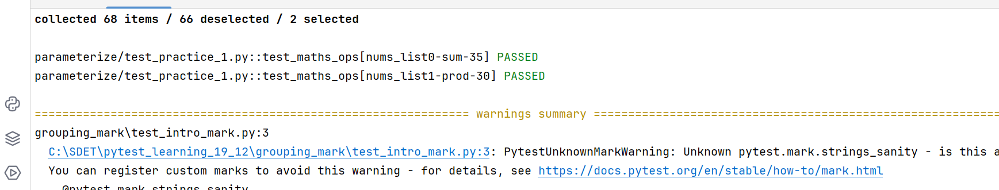 collected 68 items / 66 deselected / 2 selected
parameterize/test_practice_1.py::test_maths_ops[nums_list0-sum-35] PASSED
parameterize/test_practice_1.py::test_maths_ops[nums_list1-prod-30] PASSED
=============================================================== warnings summary ===========================================================
grouping_mark\test_intro_mark.py:3
C:\SDET\pytest_learning_19_12\grouping_mark\test_intro_mark.py:3: PytestUnknownMarkWarning: Unknown pytest.mark.strings_sanity - is this a
You can register custom marks to avoid this warning - for details, see https://docs.pytest.org/en/stable/how-to/mark.html
@pytest.mark.strings_sanity